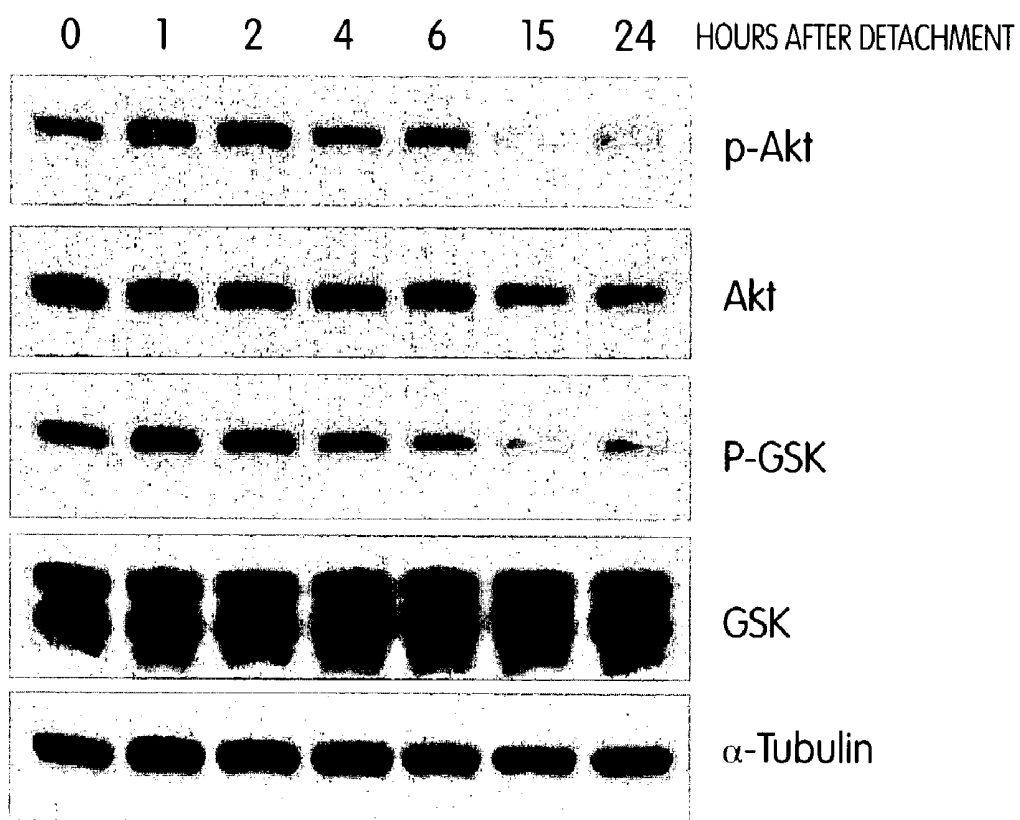 0 1 2 4 6 15 24 HOURS AFTER DETACHMENT
p-Akt
Akt
P-GSK
GSK
α-Tubulin